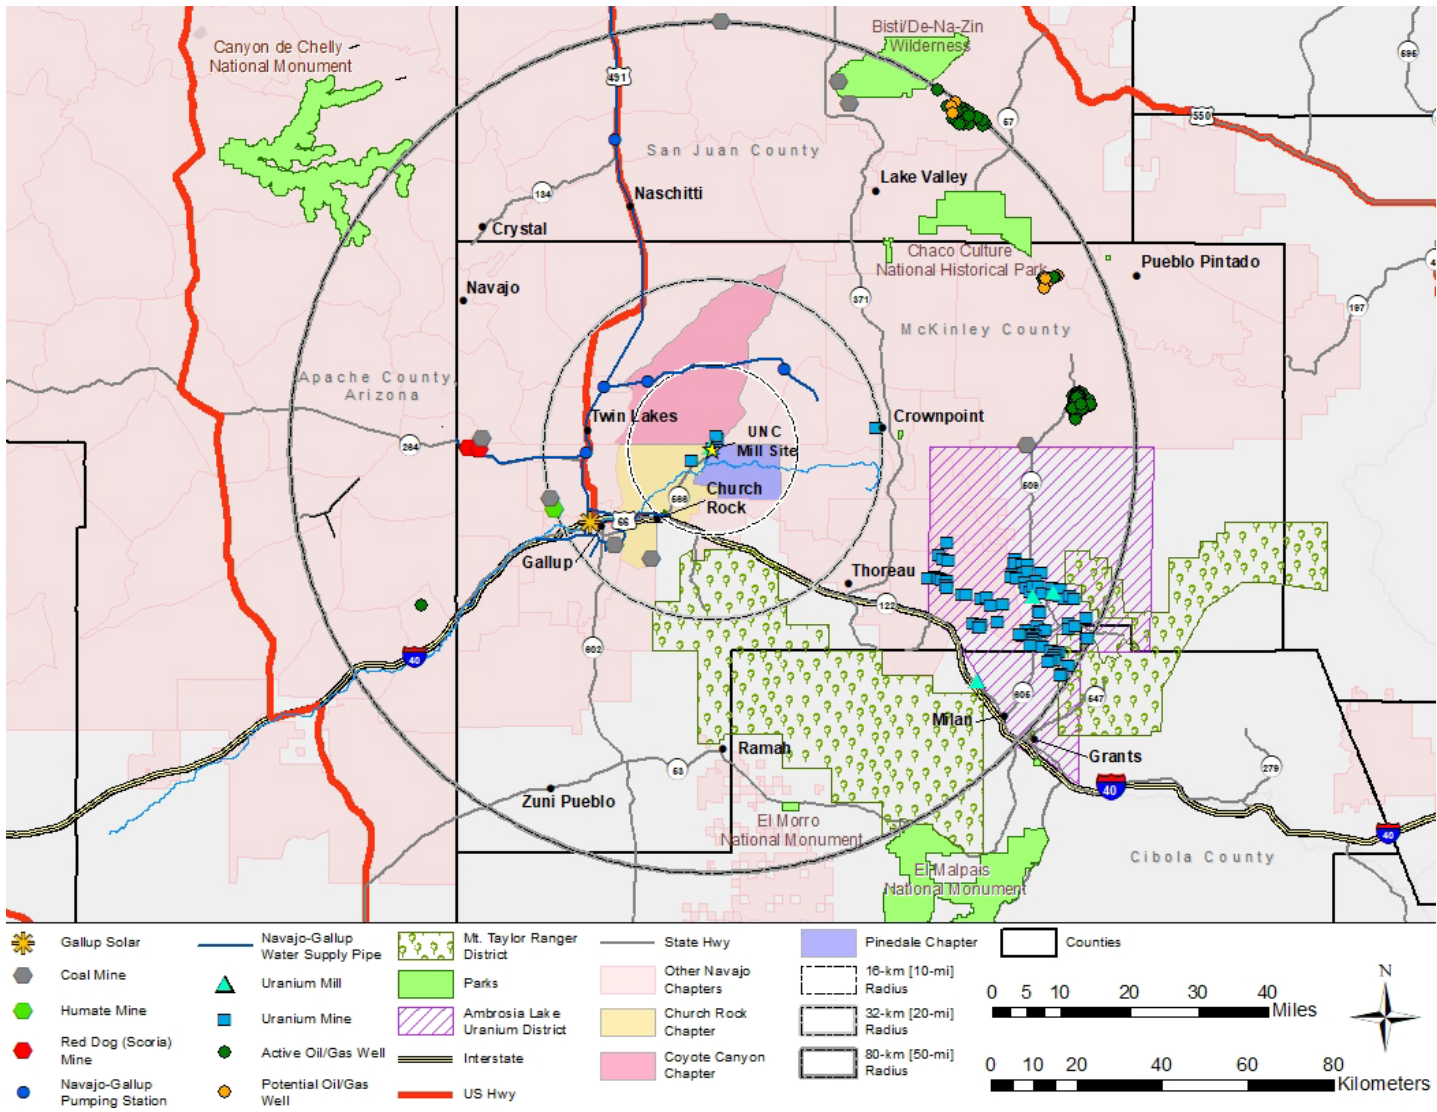 Canyon de Chelly
National Monument
Bisti/De-Na-Zin
Wilderness
491
595
550
57
San Juan County
Lake Valley
134
Naschitti
Crystal
Chaco Culture
National Historical Park
Pueblo Pintado
Navajo
371
197
McKinley County
Apache County,
Arizona
Twin Lakes
Crownpoint
UNC
Mill Site
264
Church
Rock
566
509
66
Gallup
Thoreau
122
602
40
605
547
Milan
Ramah
Grants
53
279
Zuni Pueblo
40
El Morro
National Monument
40
Cibola County
El Malpais
National Monument
Gallup Solar
Coal Mine
Humate Mine
Red Dog (Scoria)
Mine
Navajo-Gallup
Pumping Station
Navajo-Gallup
Water Supply Pipe
Uranium Mill
Uranium Mine
Active Oil/Gas Well
Potential Oil/Gas
Well
Mt. Taylor Ranger
District
Parks
Ambrosia Lake
Uranium District
Interstate
US Hwy
State Hwy
Other Navajo
Chapters
Church Rock
Chapter
Coyote Canyon
Chapter
Pinedale Chapter
16-km [10-mi]
Radius
32-km [20-mi]
Radius
80-km [50-mi]
Radius
Counties
N
0 5 10 20 30 40
Miles
0 10 20 40 60 80
Kilometers